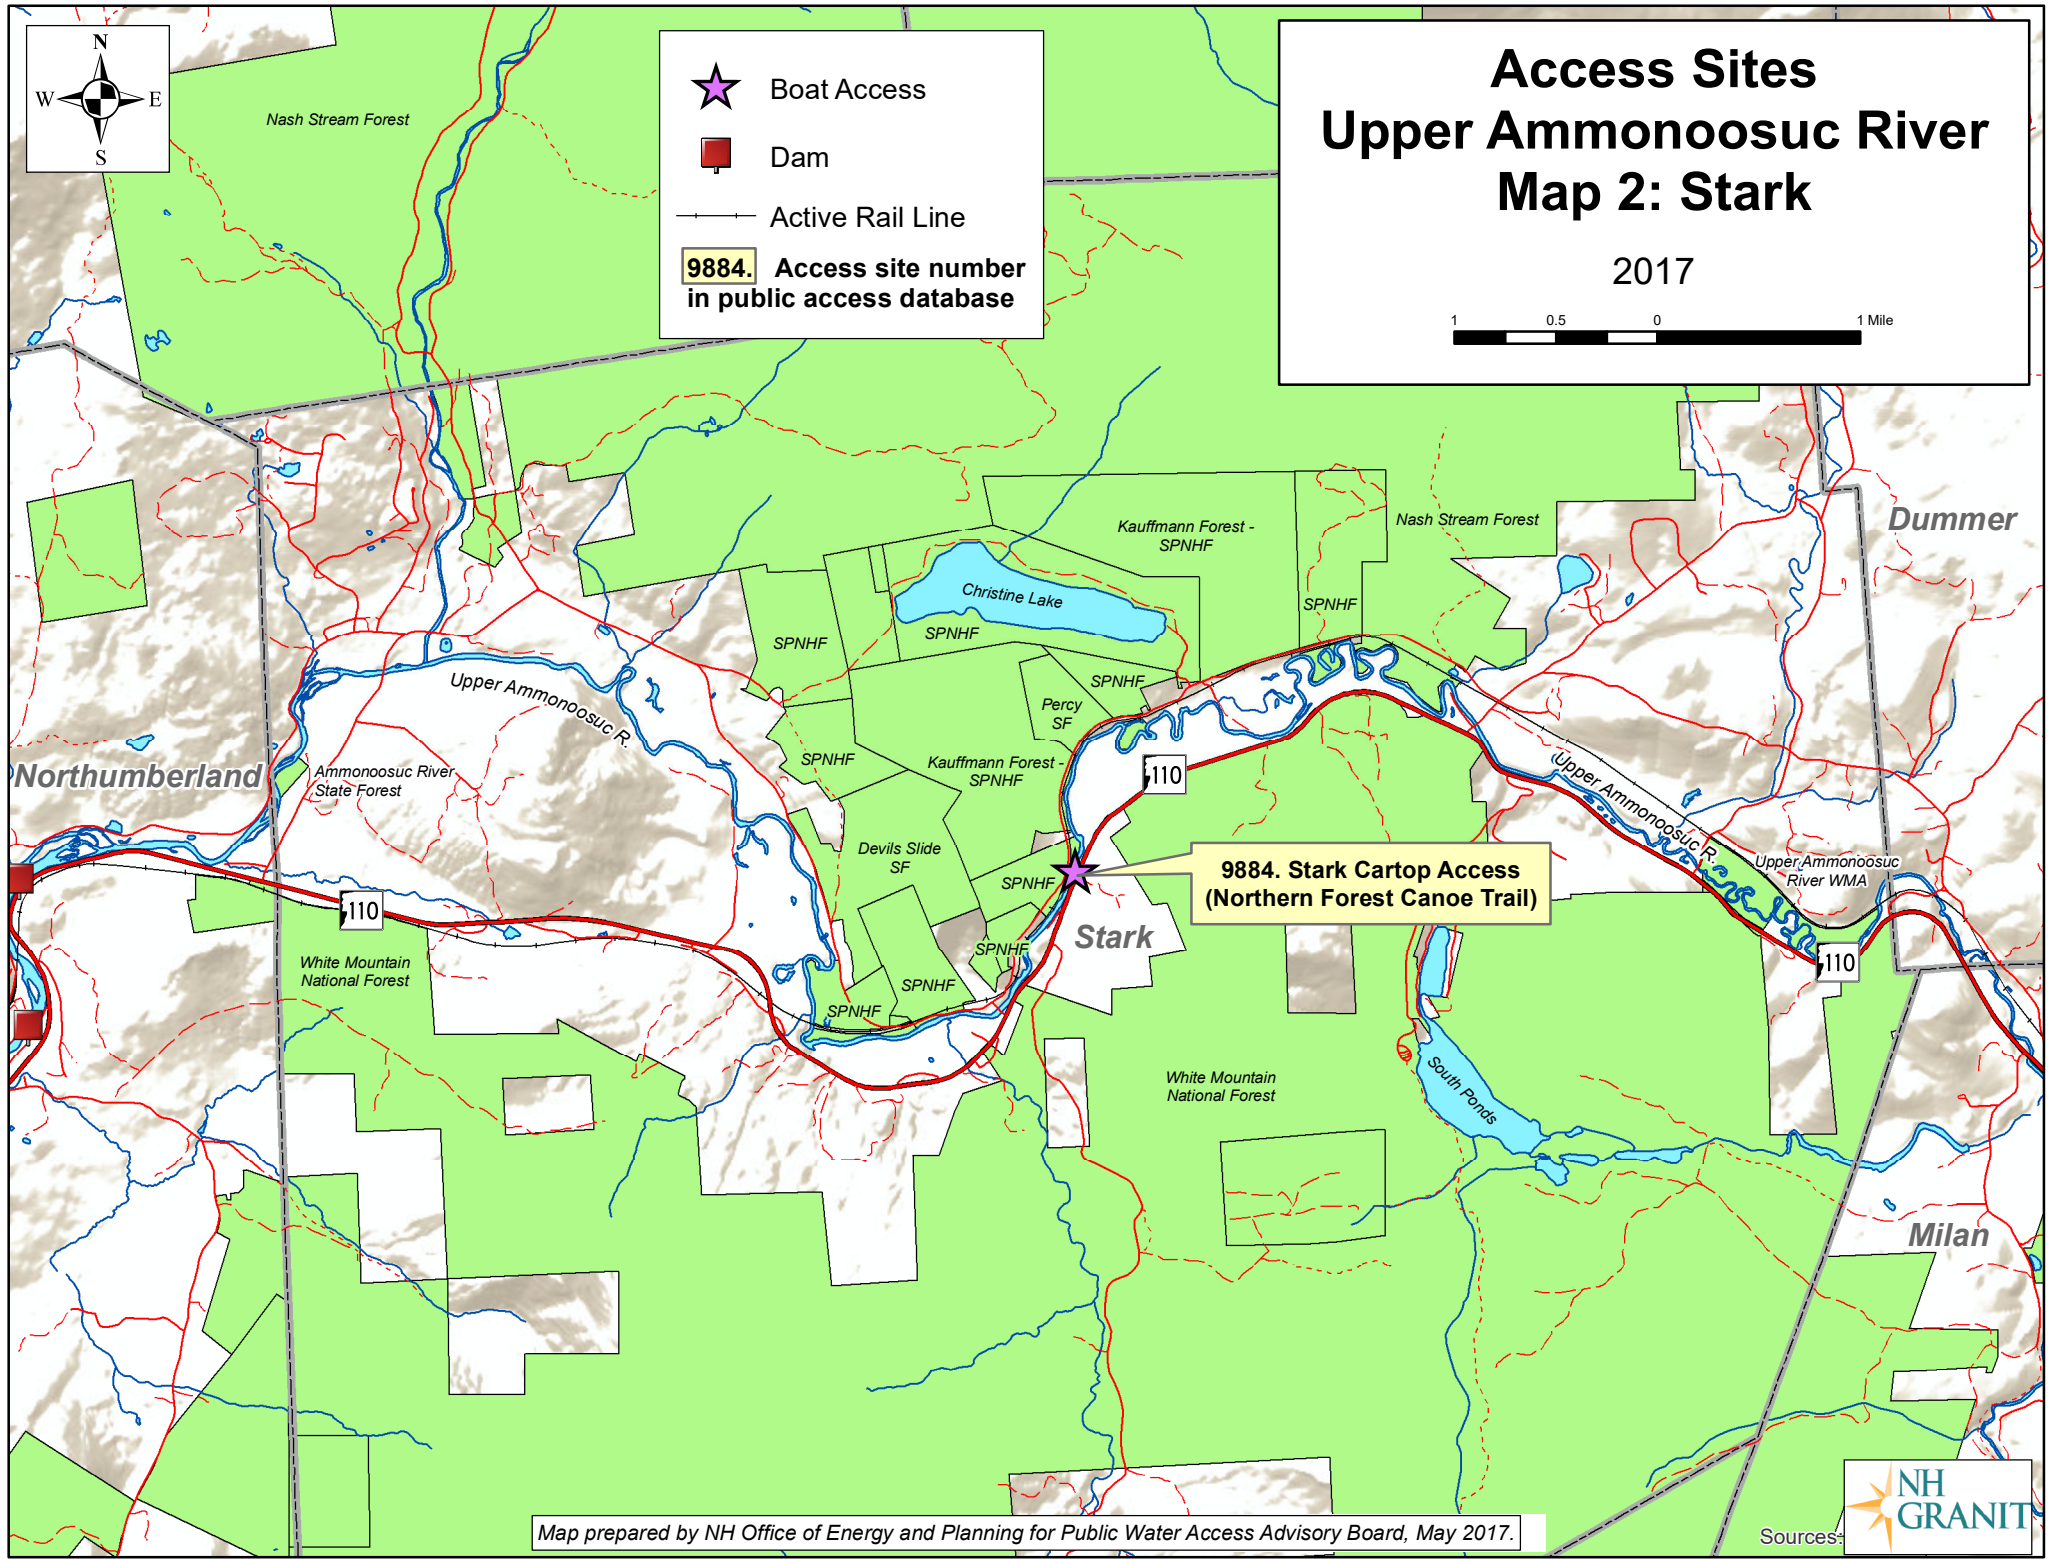 N
W E
S
Boat Access
Dam
Active Rail Line
9884. Access site number
in public access database
Access Sites
Upper Ammonoosuc River
Map 2: Stark
2017
1 0.5 0 1 Mile
Nash Stream Forest
Kauffmann Forest -
SPNHF
Nash Stream Forest
Dummer
Christine Lake
SPNHF
SPNHF
SPNHF
SPNHF
Percy
SF
Upper Ammonoosuc R.
Northumberland
Ammonoosuc River
State Forest
SPNHF
Kauffmann Forest -
SPNHF
110
Upper Ammonoosuc R.
Devils Slide
SF
9884. Stark Cartop Access
(Northern Forest Canoe Trail)
Upper Ammonoosuc
River WMA
SPNHF
110
Stark
SPNHF
110
White Mountain
National Forest
SPNHF
SPNHF
White Mountain
National Forest
South Ponds
Milan
Map prepared by NH Office of Energy and Planning for Public Water Access Advisory Board, May 2017.
Sources:
NH
GRANIT